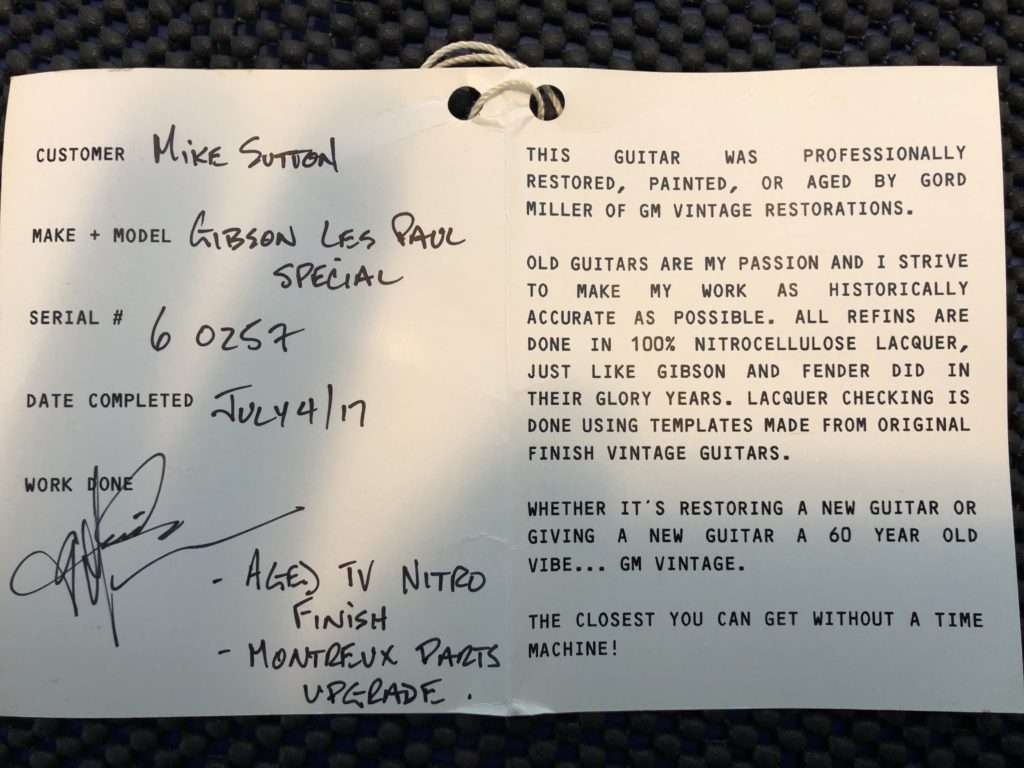 CUSTOMER Mike Sutton
MAKE + MODEL Gibson Les Paul
Special
SERIAL # 6 0257
DATE COMPLETED July 4/17
WORK DONE
- Aged TV Nitro
Finish
- Montreux Parts
Upgrade.
THIS GUITAR WAS PROFESSIONALLY
RESTORED, PAINTED, OR AGED BY GORD
MILLER OF GM VINTAGE RESTORATIONS.
OLD GUITARS ARE MY PASSION AND I STRIVE
TO MAKE MY WORK AS HISTORICALLY
ACCURATE AS POSSIBLE. ALL REFINS ARE
DONE IN 100% NITROCELLULOSE LACQUER,
JUST LIKE GIBSON AND FENDER DID IN
THEIR GLORY YEARS. LACQUER CHECKING IS
DONE USING TEMPLATES MADE FROM ORIGINAL
FINISH VINTAGE GUITARS.
WHETHER IT'S RESTORING A NEW GUITAR OR
GIVING A NEW GUITAR A 60 YEAR OLD
VIBE... GM VINTAGE.
THE CLOSEST YOU CAN GET WITHOUT A TIME
MACHINE!